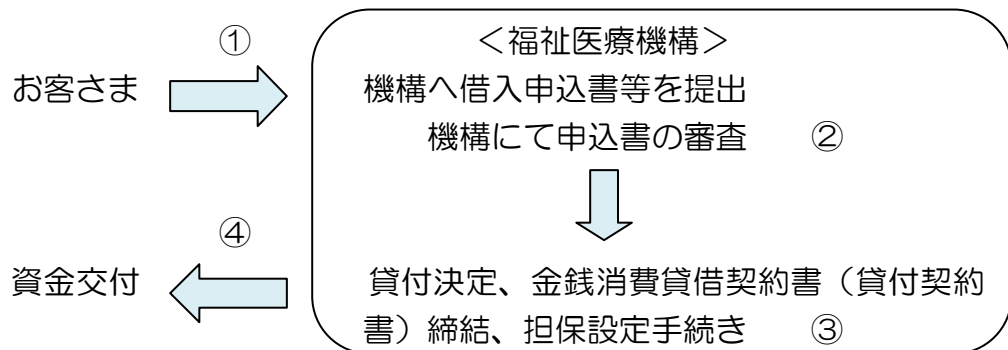 ①
＜福祉医療機構＞
お客さま
機構へ借入申込書等を提出
機構にて申込書の審査　②
④
資金交付
貸付決定、金銭消費貸借契約書（貸付契約
書）締結、担保設定手続き　③